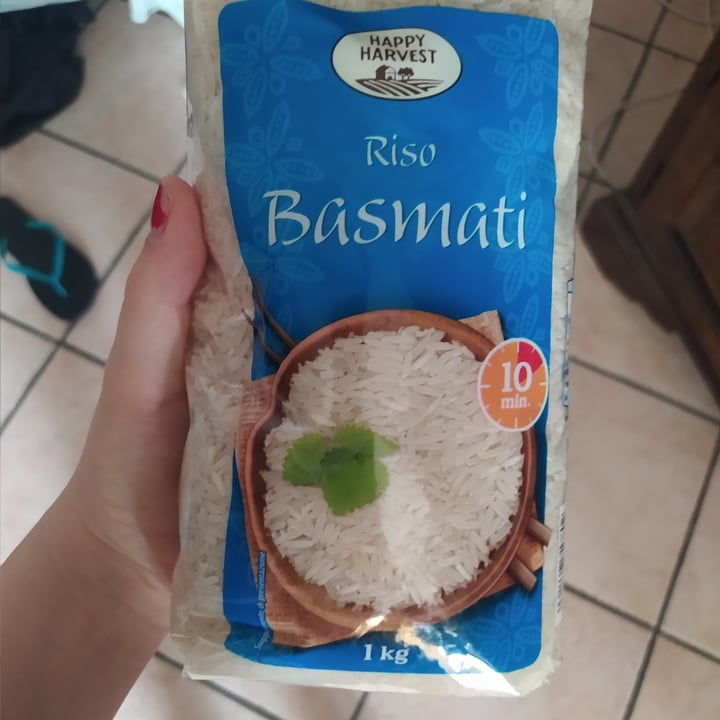 HAPPY
HARVEST
Riso
Basmati
10
min.
1 kg